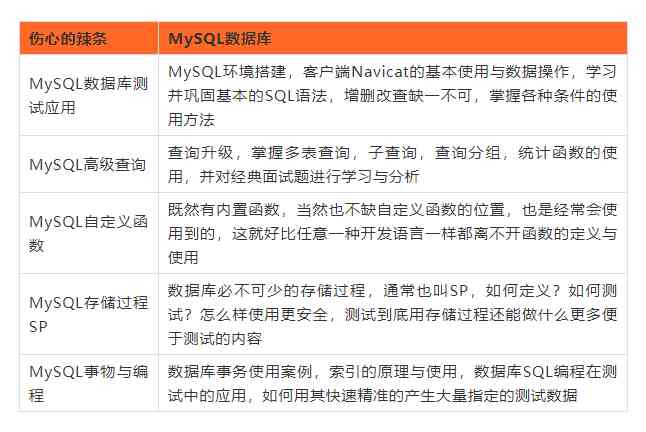 伤心的辣条
MySQL数据库
MySQL数据库测
试应用
MySQL环境搭建，客户端Navicat的基本使用与数据操作，学习
并巩固基本的SQL语法，增删改查缺一不可，掌握各种条件的使
用方法
MySQL高级查询
查询升级，掌握多表查询，子查询，查询分组，统计函数的使
用，并对经典面试题进行学习与分析
MySQL自定义函
数
既然有内置函数，当然也不缺自定义函数的位置，也是经常会使
用到的，这就好比任意一种开发语言一样都离不开函数的定义与
使用
MySQL存储过程
SP
数据库必不可少的存储过程，通常也叫SP，如何定义？如何测
试？怎么样使用更安全，测试到底用存储过程还能做什么更多便
于测试的内容
MySQL事物与编
程
数据库事务使用案例，索引的原理与使用，数据库SQL编程在测
试中的应用，如何用其快速精准的产生大量指定的测试数据